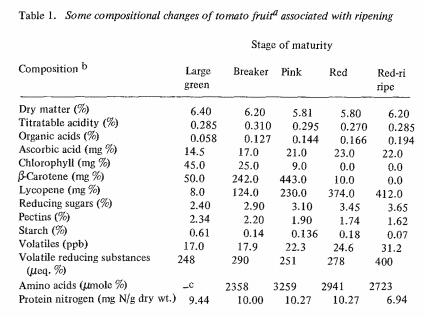 Table 1. Some compositional changes of tomato fruitᵃ associated with ripening
Stage of maturity
Composition ᵇ Large green Breaker Pink Red Red-ri ripe
Dry matter (%) 6.40 6.20 5.81 5.80 6.20
Titratable acidity (%) 0.285 0.310 0.295 0.270 0.285
Organic acids (%) 0.058 0.127 0.144 0.166 0.194
Ascorbic acid (mg %) 14.5 17.0 21.0 23.0 22.0
Chlorophyll (mg %) 45.0 25.0 9.0 0.0 0.0
β-Carotene (mg %) 50.0 242.0 443.0 10.0 0.0
Lycopene (mg %) 8.0 124.0 230.0 374.0 412.0
Reducing sugars (%) 2.40 2.90 3.10 3.45 3.65
Pectins (%) 2.34 2.20 1.90 1.74 1.62
Starch (%) 0.61 0.14 0.136 0.18 0.07
Volatiles (ppb) 17.0 17.9 22.3 24.6 31.2
Volatile reducing substances 248 290 251 278 400
(μeq. %)
Amino acids (μmole %) –c 2358 3259 2941 2723
Protein nitrogen (mg N/g dry wt.) 9.44 10.00 10.27 10.27 6.94